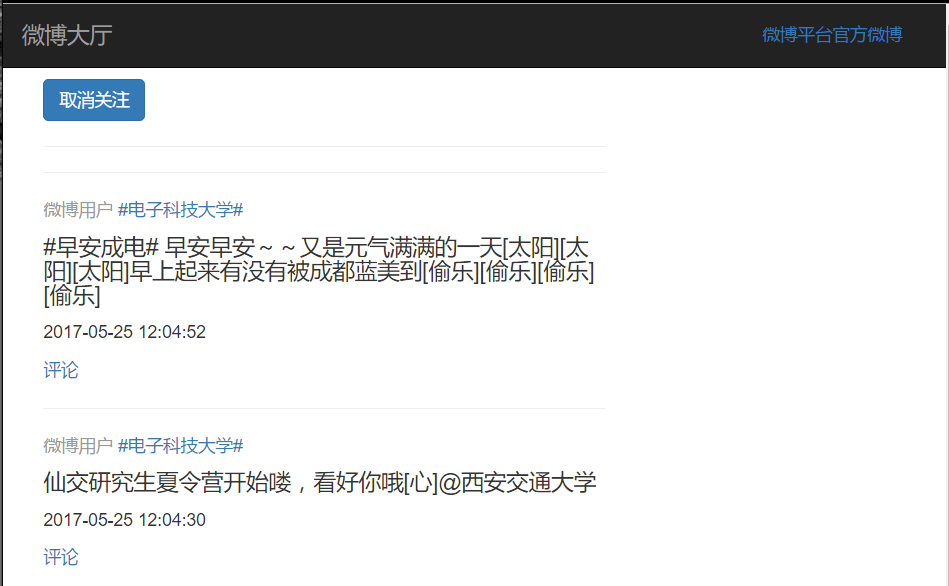 微博大厅
微博平台官方微博
取消关注
微博用户 #电子科技大学#
#早安成电# 早安早安～～又是元气满满的一天[太阳][太
阳][太阳]早上起来有没有被成都蓝美到[偷乐][偷乐][偷乐]
[偷乐]
2017-05-25 12:04:52
评论
微博用户 #电子科技大学#
仙交研究生夏令营开始喽，看好你哦[心]@西安交通大学
2017-05-25 12:04:30
评论